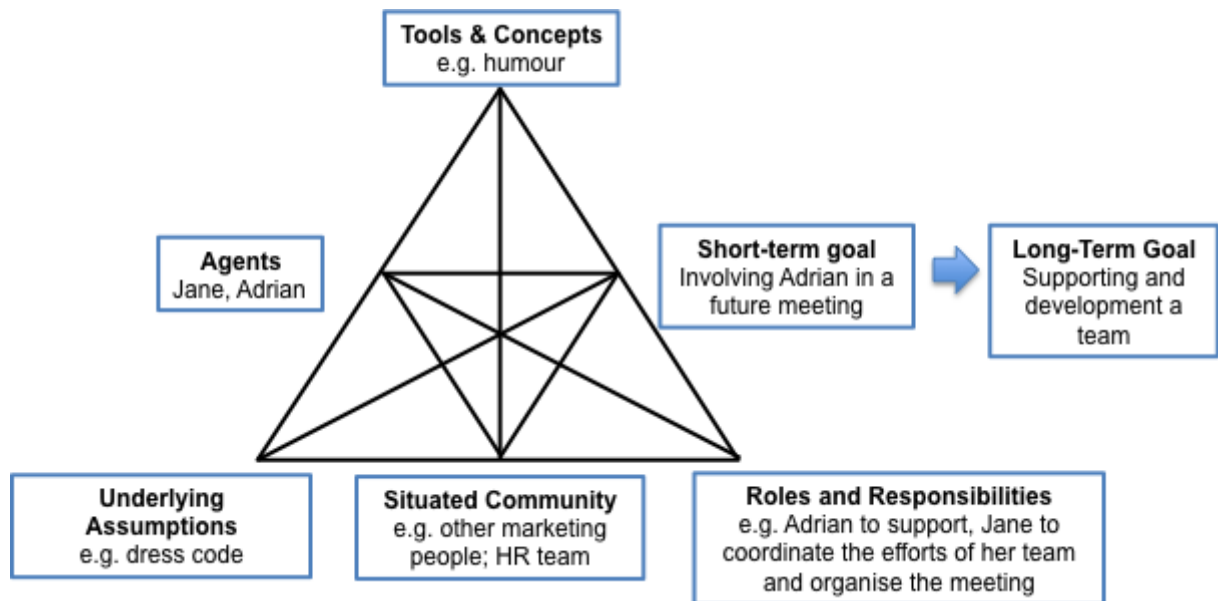 Tools & Concepts
e.g. humour
Agents
Jane, Adrian
Short-term goal
Involving Adrian in a
future meeting
Long-Term Goal
Supporting and
development a
team
Underlying
Assumptions
e.g. dress code
Situated Community
e.g. other marketing
people; HR team
Roles and Responsibilities
e.g. Adrian to support, Jane to
coordinate the efforts of her team
and organise the meeting